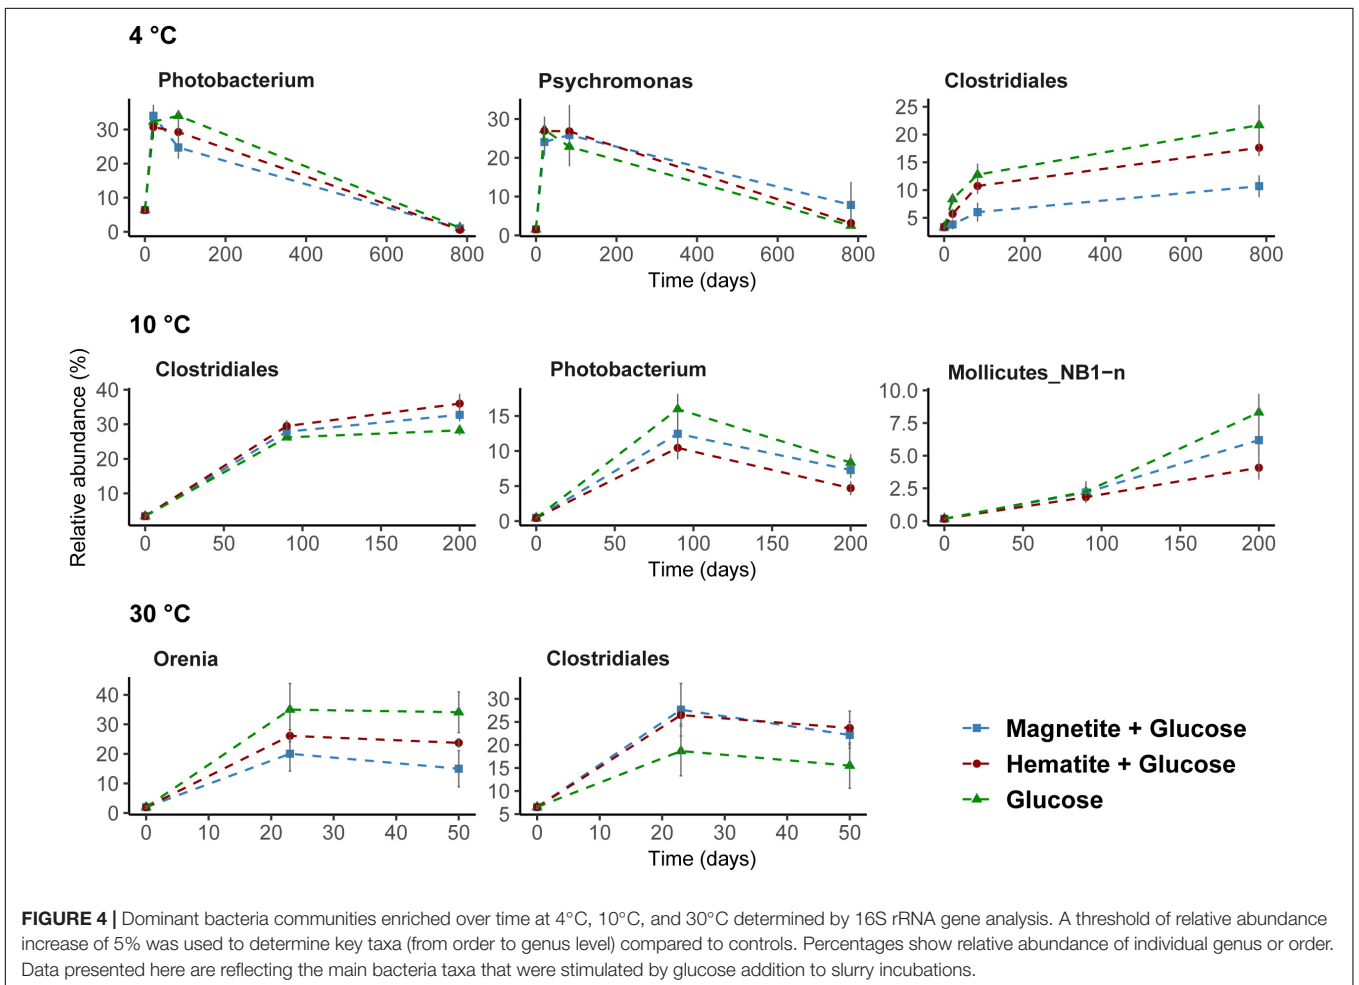 4 °C
Photobacterium
Psychromonas
Clostridiales
30
20
10
0
0 200 400 600 800
30
20
10
0
0 200 400 600 800
25
20
15
10
5
0 200 400 600 800
Time (days)
10 °C
Relative abundance (%)
Clostridiales
Photobacterium
Mollicutes_NB1−n
40
30
20
10
0 50 100 150 200
15
10
5
0
0 50 100 150 200
10.0
7.5
5.0
2.5
0.0
0 50 100 150 200
Time (days)
30 °C
Orenia
Clostridiales
40
30
20
10
0
0 10 20 30 40 50
30
25
20
15
10
5
0 10 20 30 40 50
Time (days)
Magnetite + Glucose
Hematite + Glucose
Glucose
FIGURE 4 | Dominant bacteria communities enriched over time at 4°C, 10°C, and 30°C determined by 16S rRNA gene analysis. A threshold of relative abundance
increase of 5% was used to determine key taxa (from order to genus level) compared to controls. Percentages show relative abundance of individual genus or order.
Data presented here are reflecting the main bacteria taxa that were stimulated by glucose addition to slurry incubations.